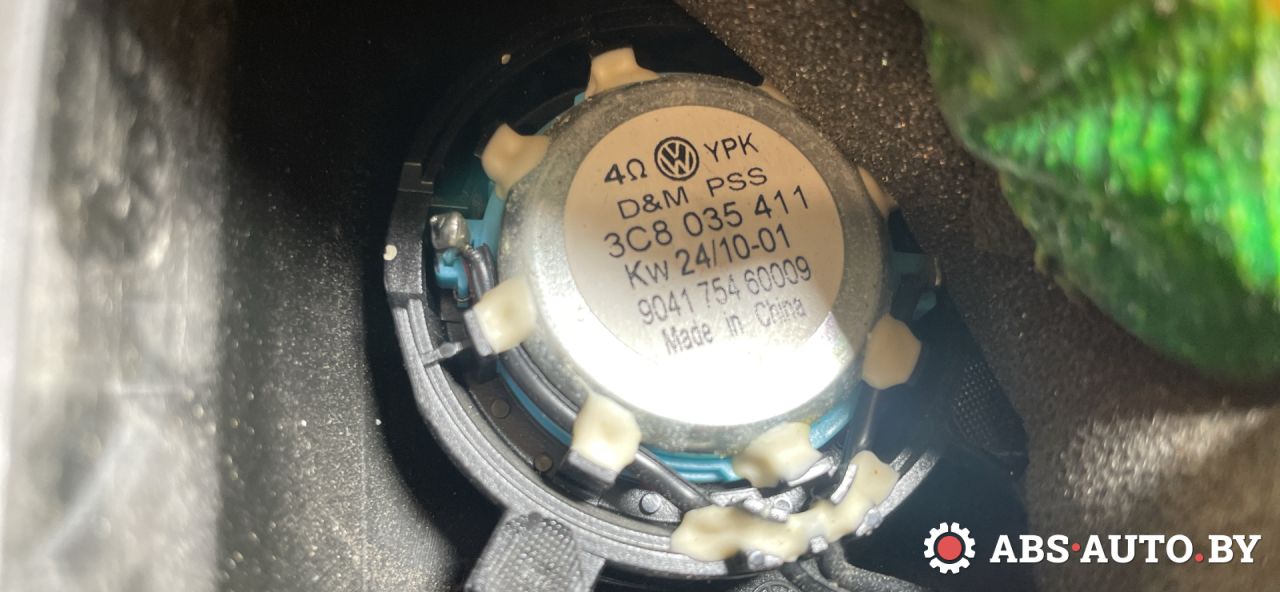 4Ω VW YPK
D&M PSS
3C8 035 411
Kw 24/10-01
9041 754 60009
Made in China
ABS·AUTO.BY